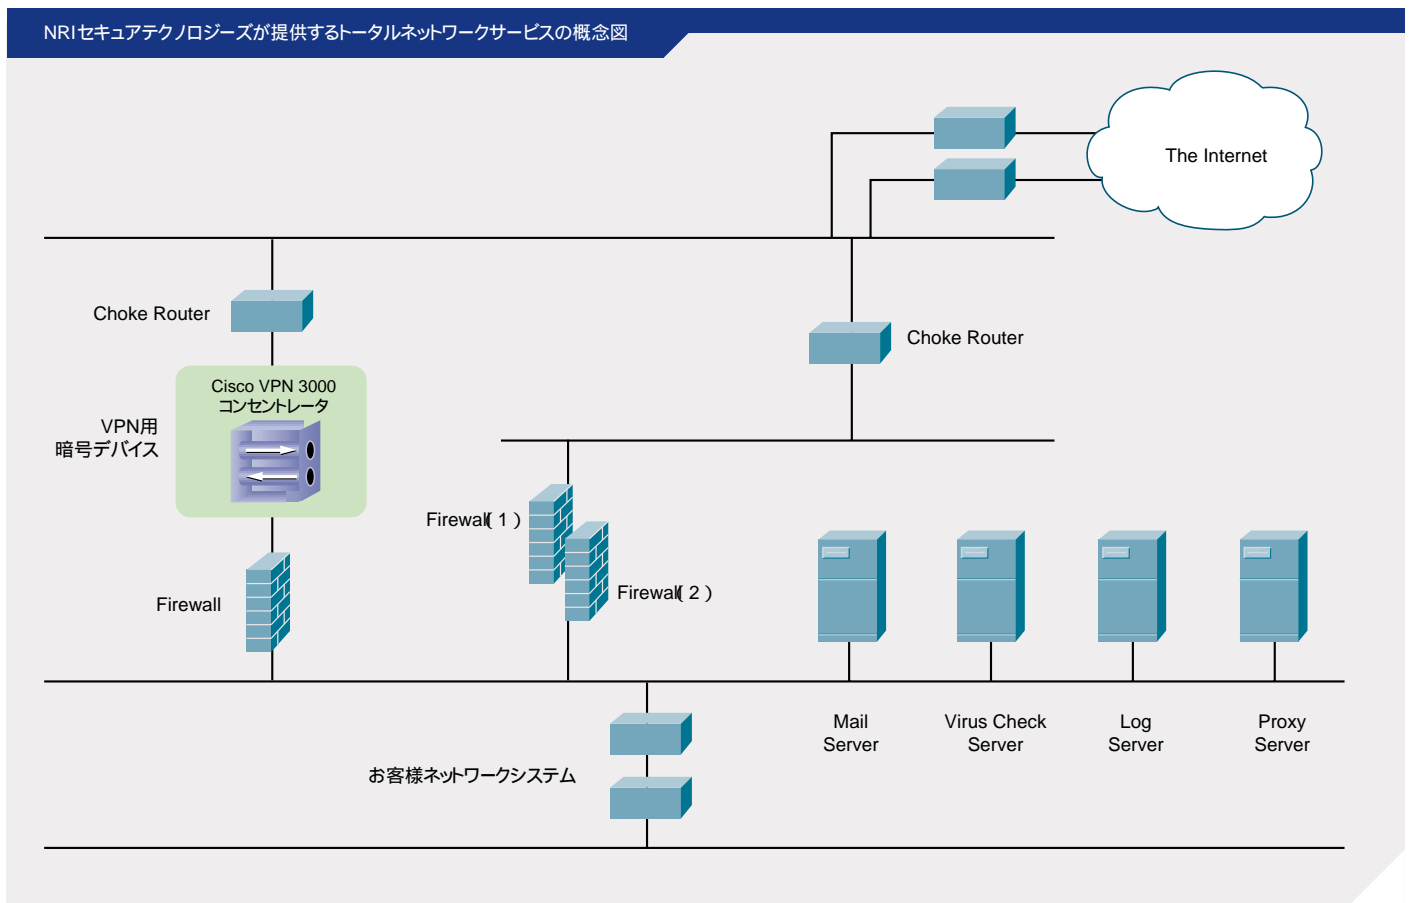 NRIセキュアテクノロジーズが提供するトータルネットワークサービスの概念図
The Internet
Choke Router
Choke Router
Cisco VPN 3000
コンセントレータ
VPN用
暗号デバイス
Firewall(1)
Firewall(2)
Firewall
Mail
Server
Virus Check
Server
Log
Server
Proxy
Server
お客様ネットワークシステム